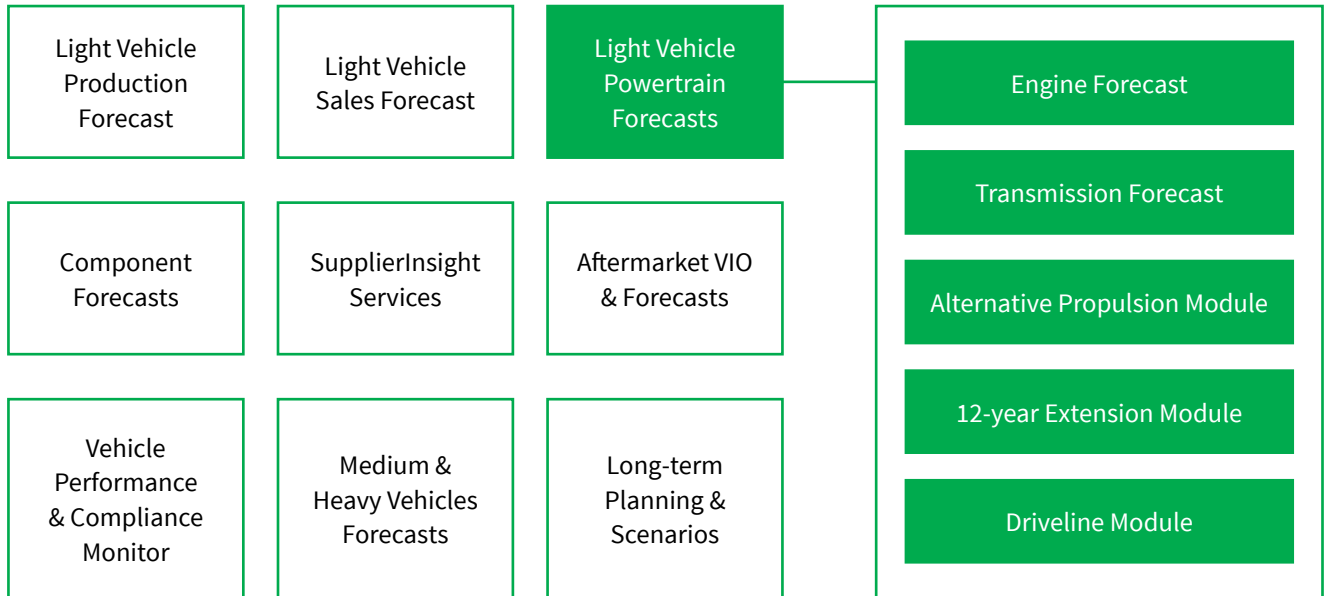 Light Vehicle
Production
Forecast
Light Vehicle
Sales Forecast
Light Vehicle
Powertrain
Forecasts
Component
Forecasts
SupplierInsight
Services
Aftermarket VIO
& Forecasts
Vehicle
Performance
& Compliance
Monitor
Medium &
Heavy Vehicles
Forecasts
Long-term
Planning &
Scenarios
Engine Forecast
Transmission Forecast
Alternative Propulsion Module
12-year Extension Module
Driveline Module